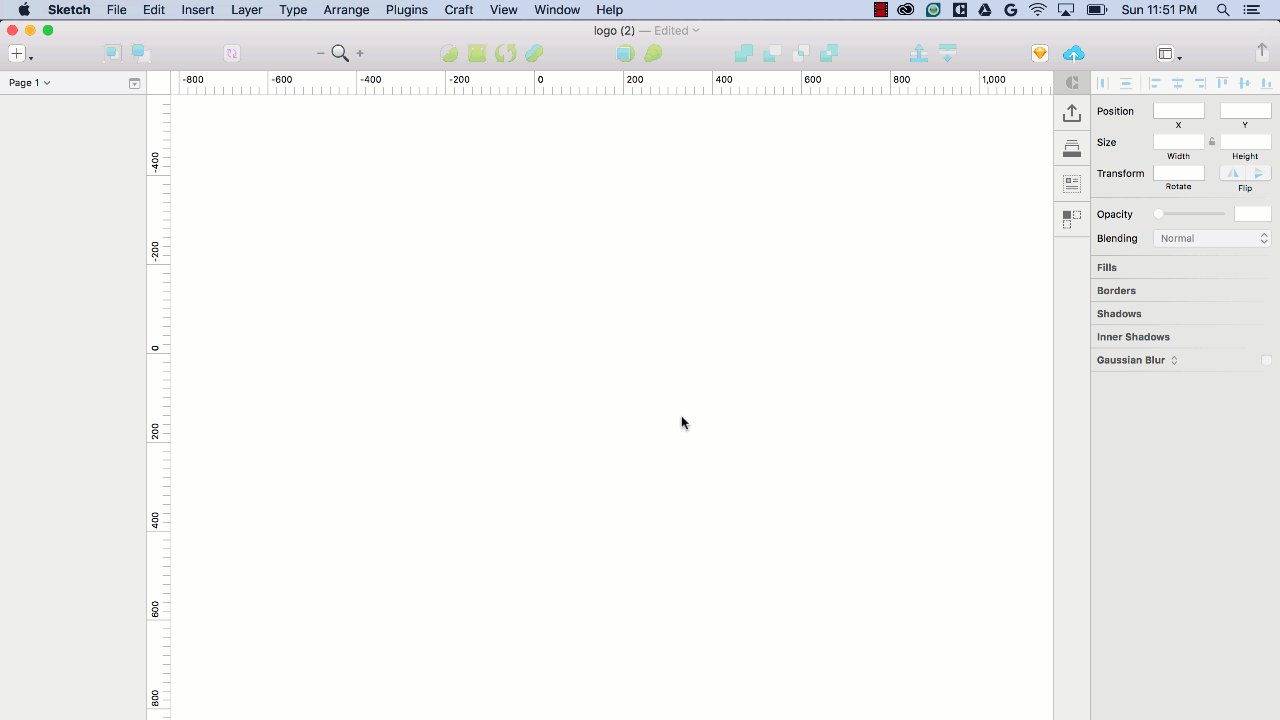 Sketch File Edit Insert Layer Type Arrange Plugins Craft View Window Help Sun 11:51 PM
logo (2) — Edited
Page 1
-800 -600 -400 -200 0 200 400 600 800 1,000
-400
-200
0
200
400
600
800
Position
X Y
Size
Width Height
Transform
Rotate Flip
Opacity
Blending Normal
Fills
Borders
Shadows
Inner Shadows
Gaussian Blur